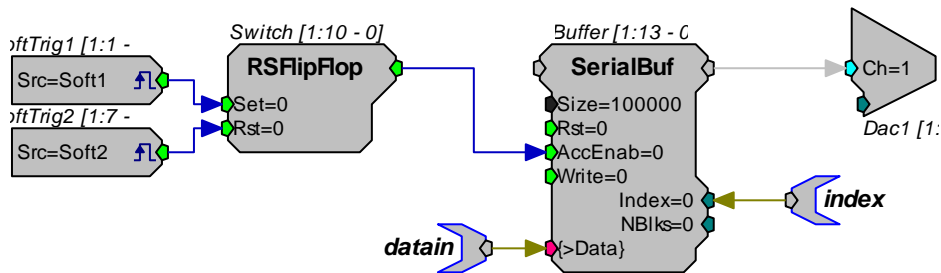 oftTrig1 [1:1 -
Src=Soft1
oftTrig2 [1:7 -
Src=Soft2
Switch [1:10 - 0]
RSFlipFlop
Set=0
Rst=0
Buffer [1:13 - 0
SerialBuf
Size=100000
Rst=0
AccEnab=0
Write=0
Index=0
NBlks=0
{>Data}
datain
index
Ch=1
Dac1 [1: